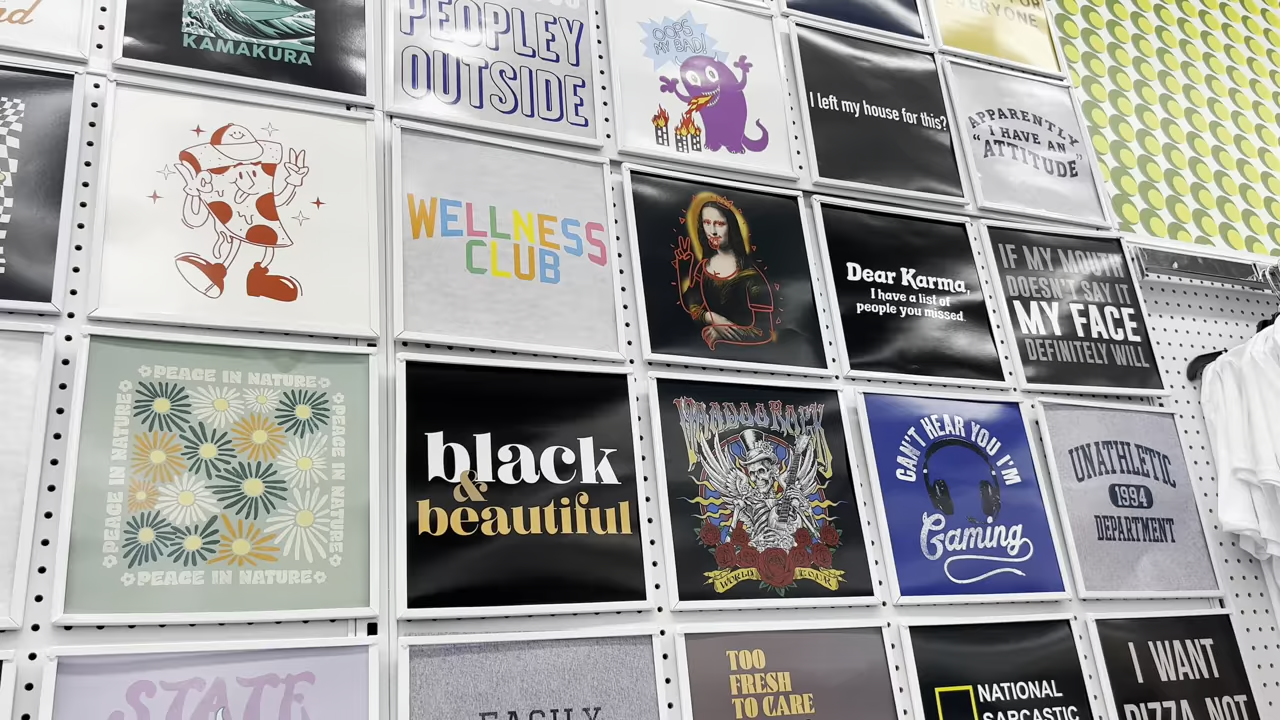 KAMAKURA
PEOPLEY
OUTSIDE
OOPS
MY BAD!
EVERYONE
I left my house for this?
APPARENTLY
I HAVE AN
"ATTITUDE"
WELLNESS
CLUB
Dear Karma,
I have a list of
people you missed.
IF MY MOUTH
DOESN'T SAY IT
MY FACE
DEFINITELY WILL
PEACE IN NATURE
PEACE IN NATURE
PEACE IN NATURE
PEACE IN NATURE
black
&
beautiful
WORLD TOUR
CAN'T HEAR YOU I'M
Gaming
UNATHLETIC
1994
DEPARTMENT
STATE
EASILY
TOO
FRESH
TO CARE
NATIONAL
SARCASTIC
I WANT
PIZZA NOT